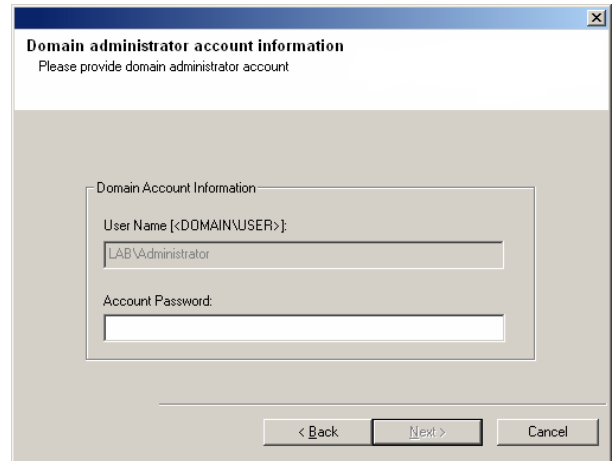 Domain administrator account information
Please provide domain administrator account
Domain Account Information
User Name [<DOMAIN\USER>]:
LAB\Administrator
Account Password:
< Back
Next >
Cancel